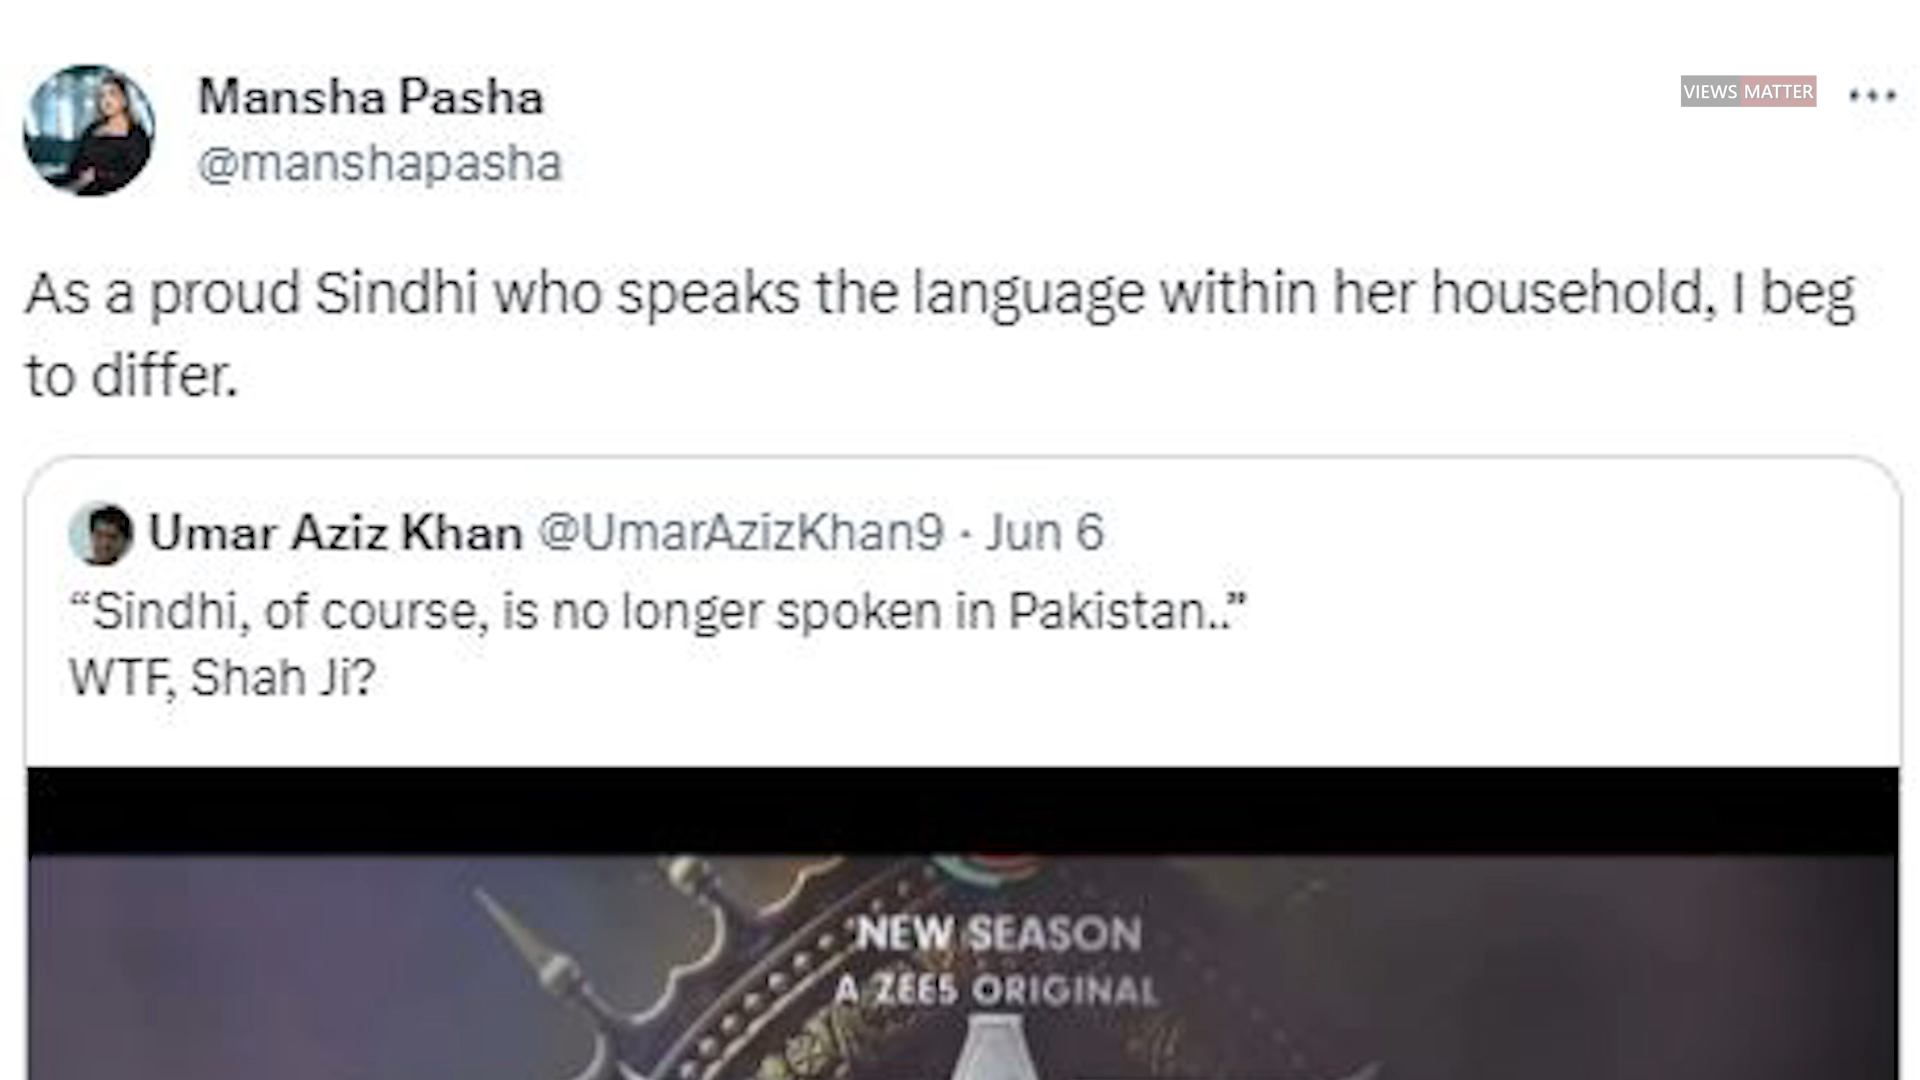 Mansha Pasha
VIEWS MATTER
@manshapasha
As a proud Sindhi who speaks the language within her household, I beg
to differ.
Umar Aziz Khan @UmarAzizKhan9 · Jun 6
“Sindhi, of course, is no longer spoken in Pakistan..”
WTF, Shah Ji?
NEW SEASON
A ZEE5 ORIGINAL